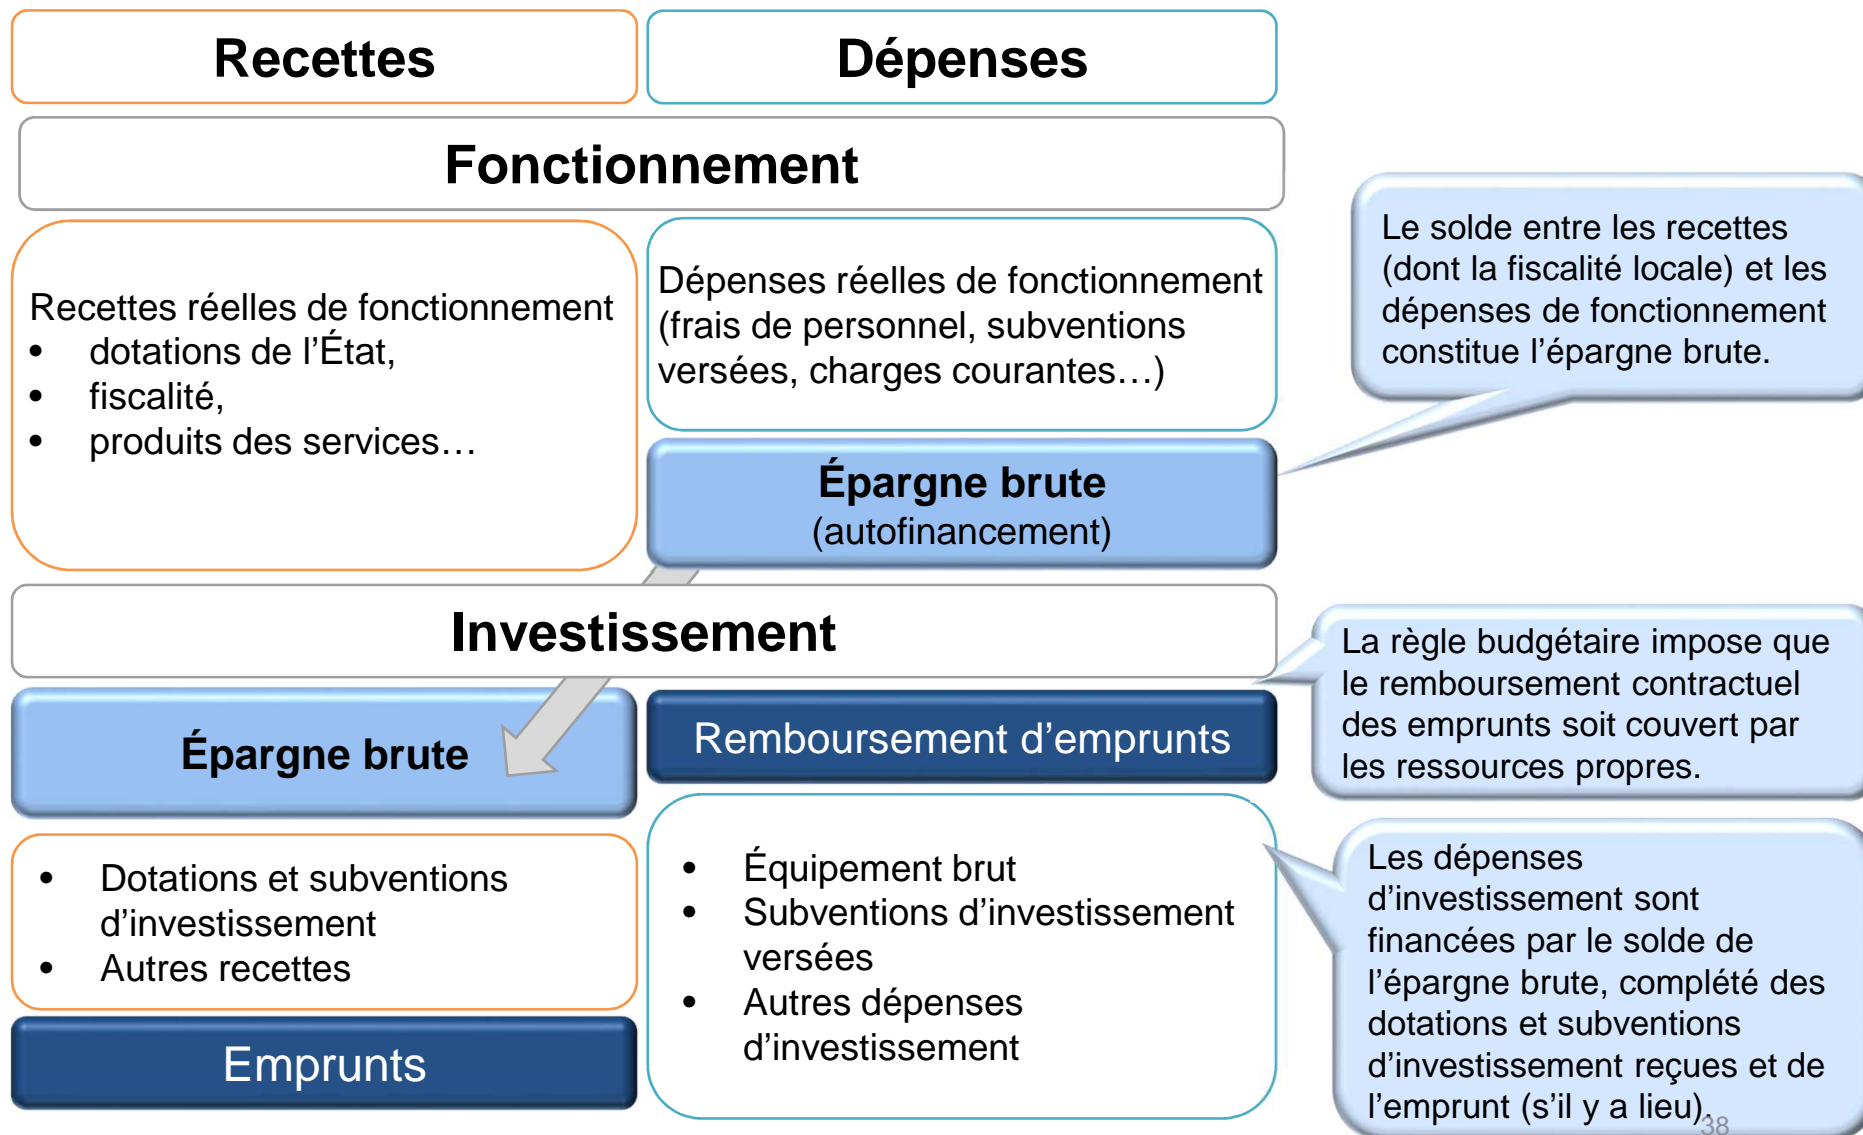 Recettes
Dépenses
Fonctionnement
Recettes réelles de fonctionnement
• dotations de l’État,
• fiscalité,
• produits des services…
Dépenses réelles de fonctionnement
(frais de personnel, subventions
versées, charges courantes…)
Épargne brute
(autofinancement)
Le solde entre les recettes
(dont la fiscalité locale) et les
dépenses de fonctionnement
constitue l’épargne brute.
Investissement
Épargne brute
Remboursement d’emprunts
La règle budgétaire impose que
le remboursement contractuel
des emprunts soit couvert par
les ressources propres.
• Dotations et subventions
d’investissement
• Autres recettes
Emprunts
• Équipement brut
• Subventions d’investissement
versées
• Autres dépenses
d’investissement
Les dépenses
d’investissement sont
financées par le solde de
l’épargne brute, complété des
dotations et subventions
d’investissement reçues et de
l’emprunt (s’il y a lieu).
38